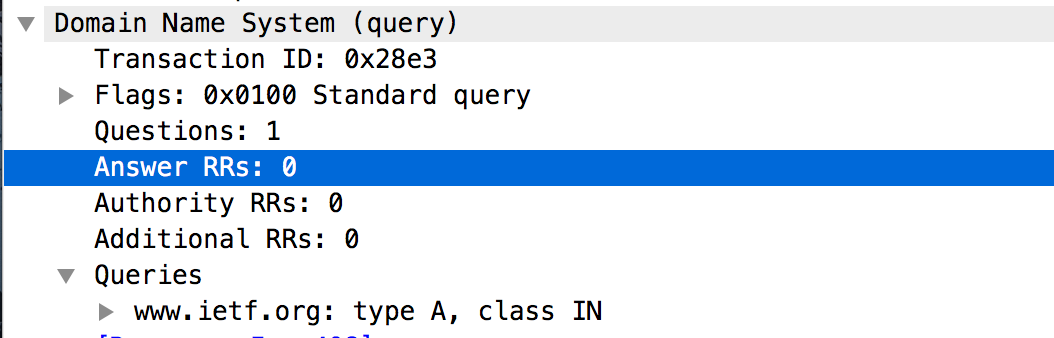 Domain Name System (query)
Transaction ID: 0x28e3
Flags: 0x0100 Standard query
Questions: 1
Answer RRs: 0
Authority RRs: 0
Additional RRs: 0
Queries
www.ietf.org: type A, class IN